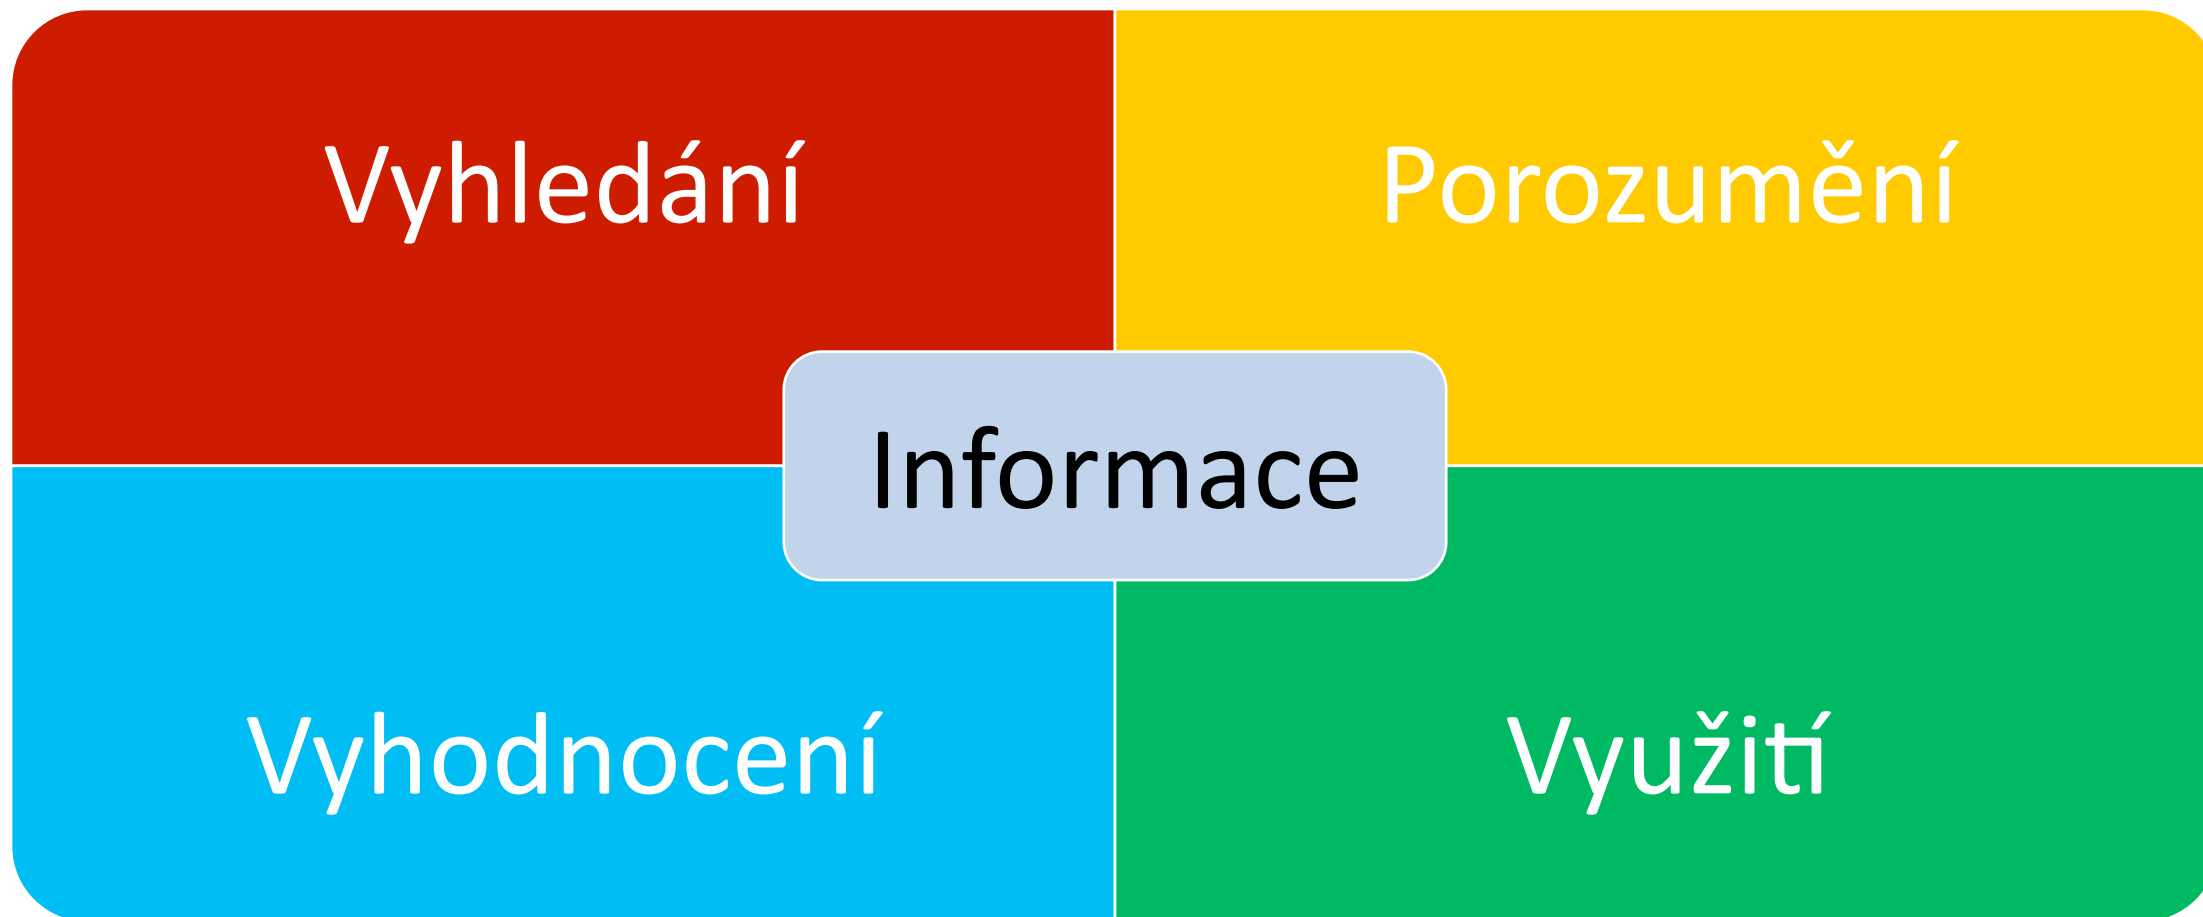 Vyhledání
Porozumění
Informace
Vyhodnocení
Využití